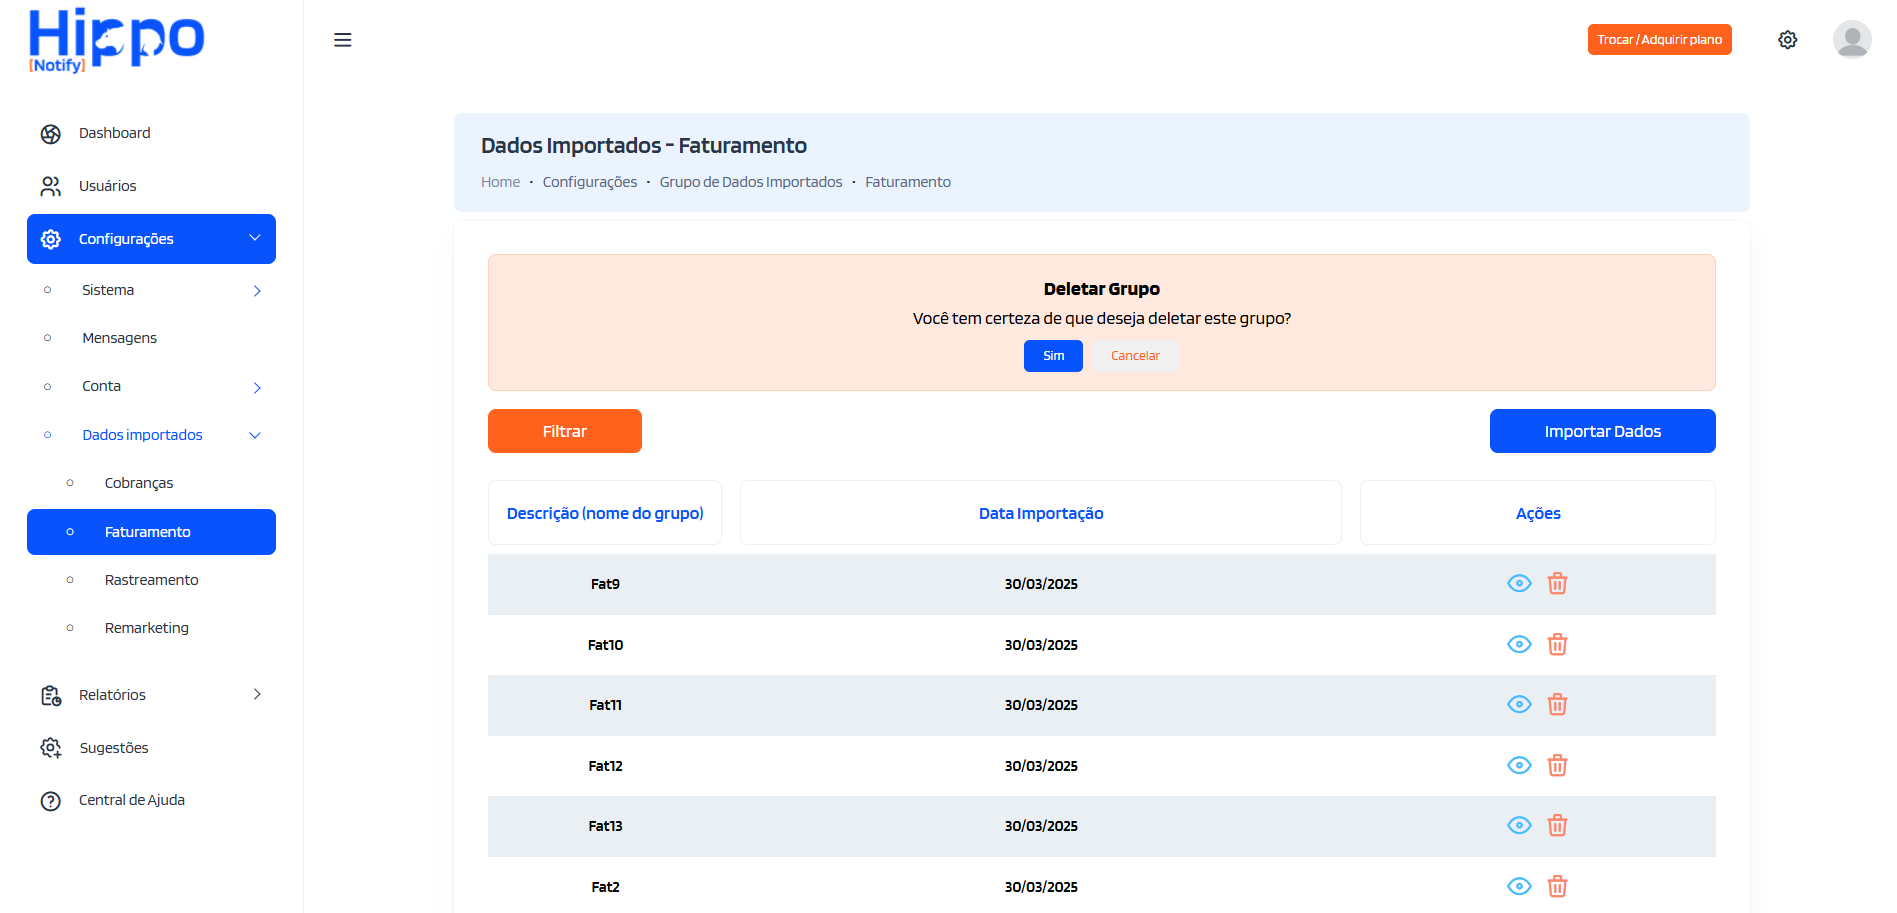 Hippo
[Notify]
Trocar / Adquirir plano
Dashboard
Usuários
Configurações
Sistema
Mensagens
Conta
Dados importados
Cobranças
Faturamento
Rastreamento
Remarketing
Relatórios
Sugestões
Central de Ajuda
Dados Importados - Faturamento
Home • Configurações • Grupo de Dados Importados • Faturamento
Deletar Grupo
Você tem certeza de que deseja deletar este grupo?
Sim Cancelar
Filtrar Importar Dados
Descrição (nome do grupo) Data Importação Ações
Fat9 30/03/2025
Fat10 30/03/2025
Fat11 30/03/2025
Fat12 30/03/2025
Fat13 30/03/2025
Fat2 30/03/2025